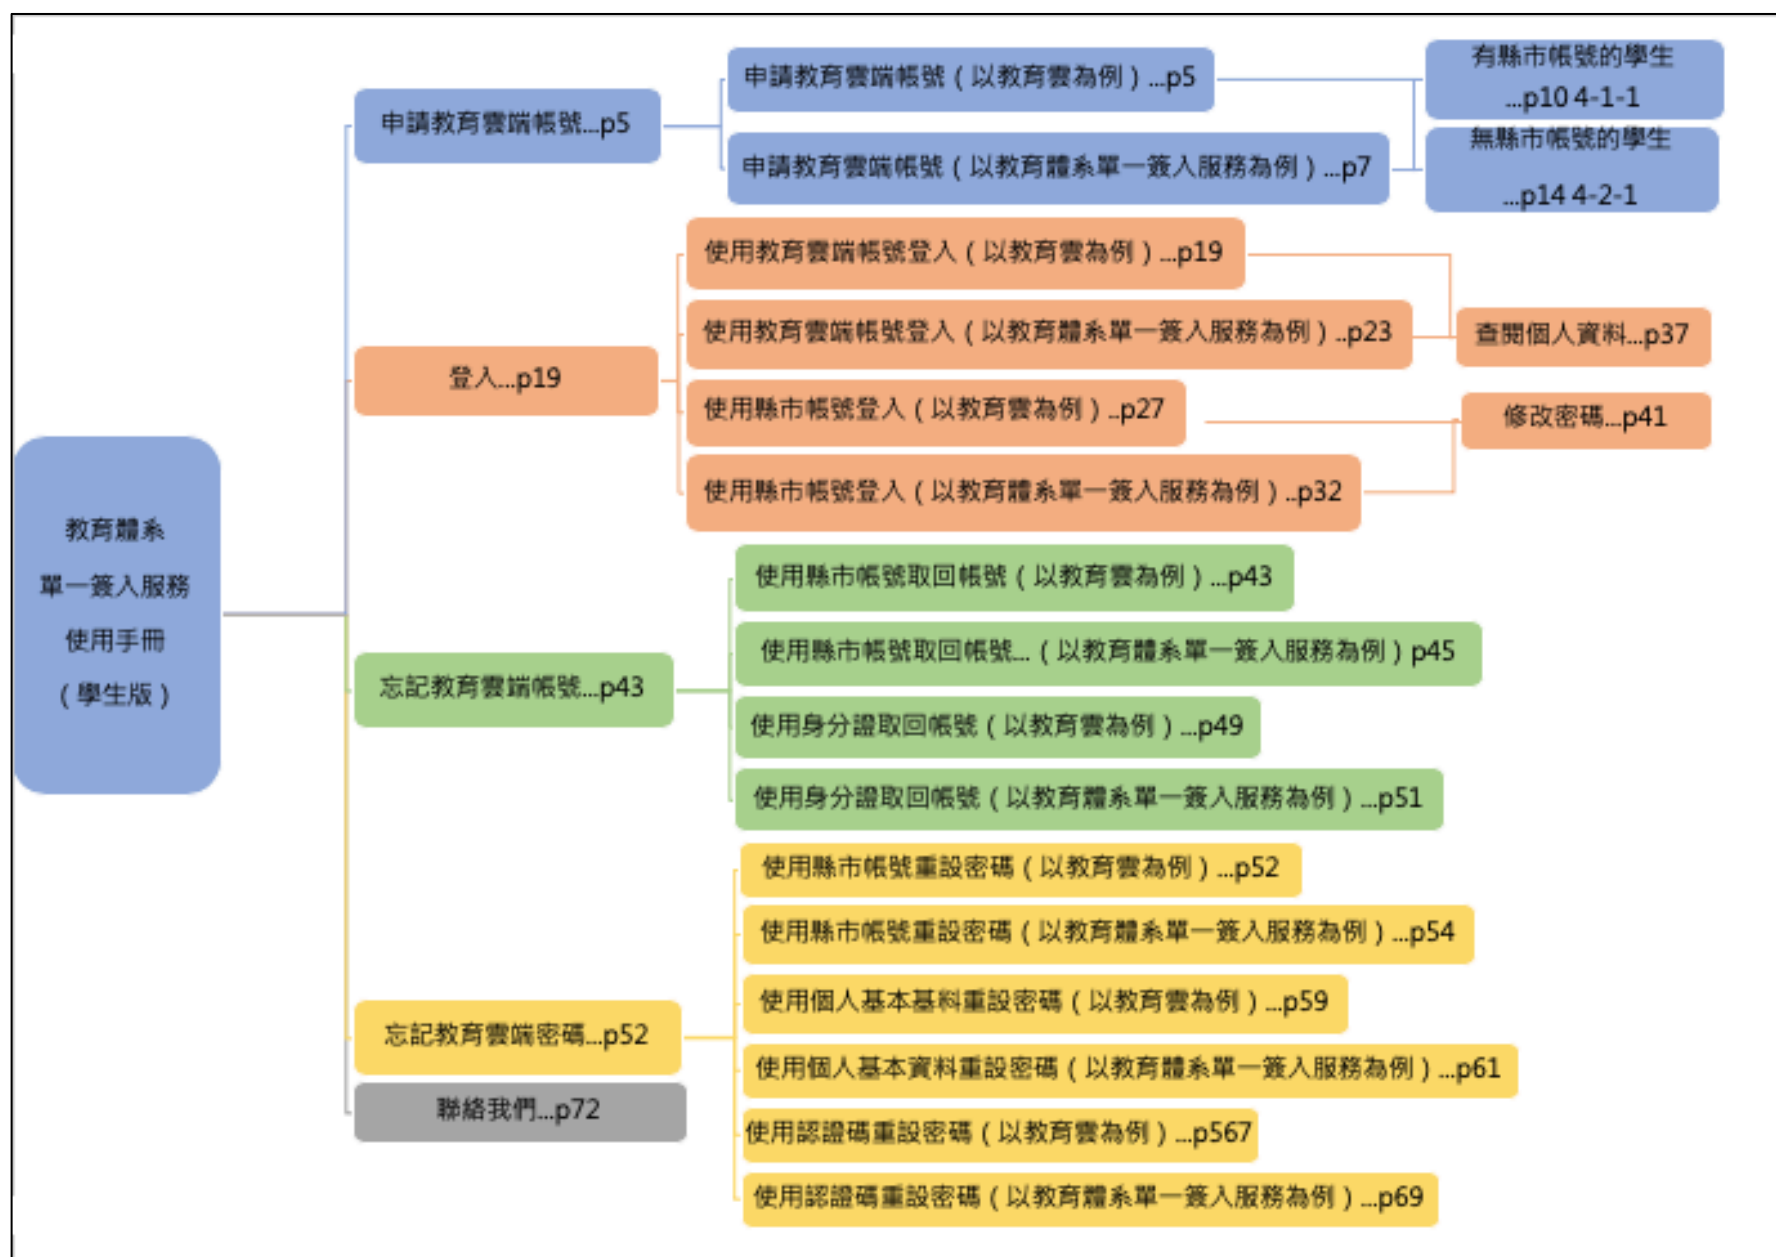 教育體系
單一簽入服務
使用手冊
（學生版）
申請教育雲端帳號...p5
申請教育雲端帳號（以教育雲為例）...p5
申請教育雲端帳號（以教育體系單一簽入服務為例）...p7
有縣市帳號的學生
...p10 4-1-1
無縣市帳號的學生
...p14 4-2-1
登入...p19
使用教育雲端帳號登入（以教育雲為例）...p19
使用教育雲端帳號登入（以教育體系單一簽入服務為例）..p23
使用縣市帳號登入（以教育雲為例）..p27
使用縣市帳號登入（以教育體系單一簽入服務為例）..p32
查閱個人資料...p37
修改密碼...p41
忘記教育雲端帳號...p43
使用縣市帳號取回帳號（以教育雲為例）...p43
使用縣市帳號取回帳號...（以教育體系單一簽入服務為例）p45
使用身分證取回帳號（以教育雲為例）...p49
使用身分證取回帳號（以教育體系單一簽入服務為例）...p51
忘記教育雲端密碼...p52
使用縣市帳號重設密碼（以教育雲為例）...p52
使用縣市帳號重設密碼（以教育體系單一簽入服務為例）...p54
使用個人基本基料重設密碼（以教育雲為例）...p59
使用個人基本資料重設密碼（以教育體系單一簽入服務為例）...p61
使用認證碼重設密碼（以教育雲為例）...p567
使用認證碼重設密碼（以教育體系單一簽入服務為例）...p69
聯絡我們...p72